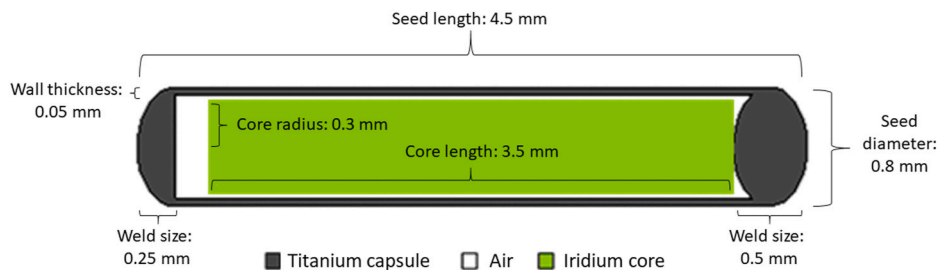 Seed length: 4.5 mm
Wall thickness:
0.05 mm
Core radius: 0.3 mm
Core length: 3.5 mm
Seed
diameter:
0.8 mm
Weld size:
0.25 mm
Titanium capsule
Air
Iridium core
Weld size:
0.5 mm